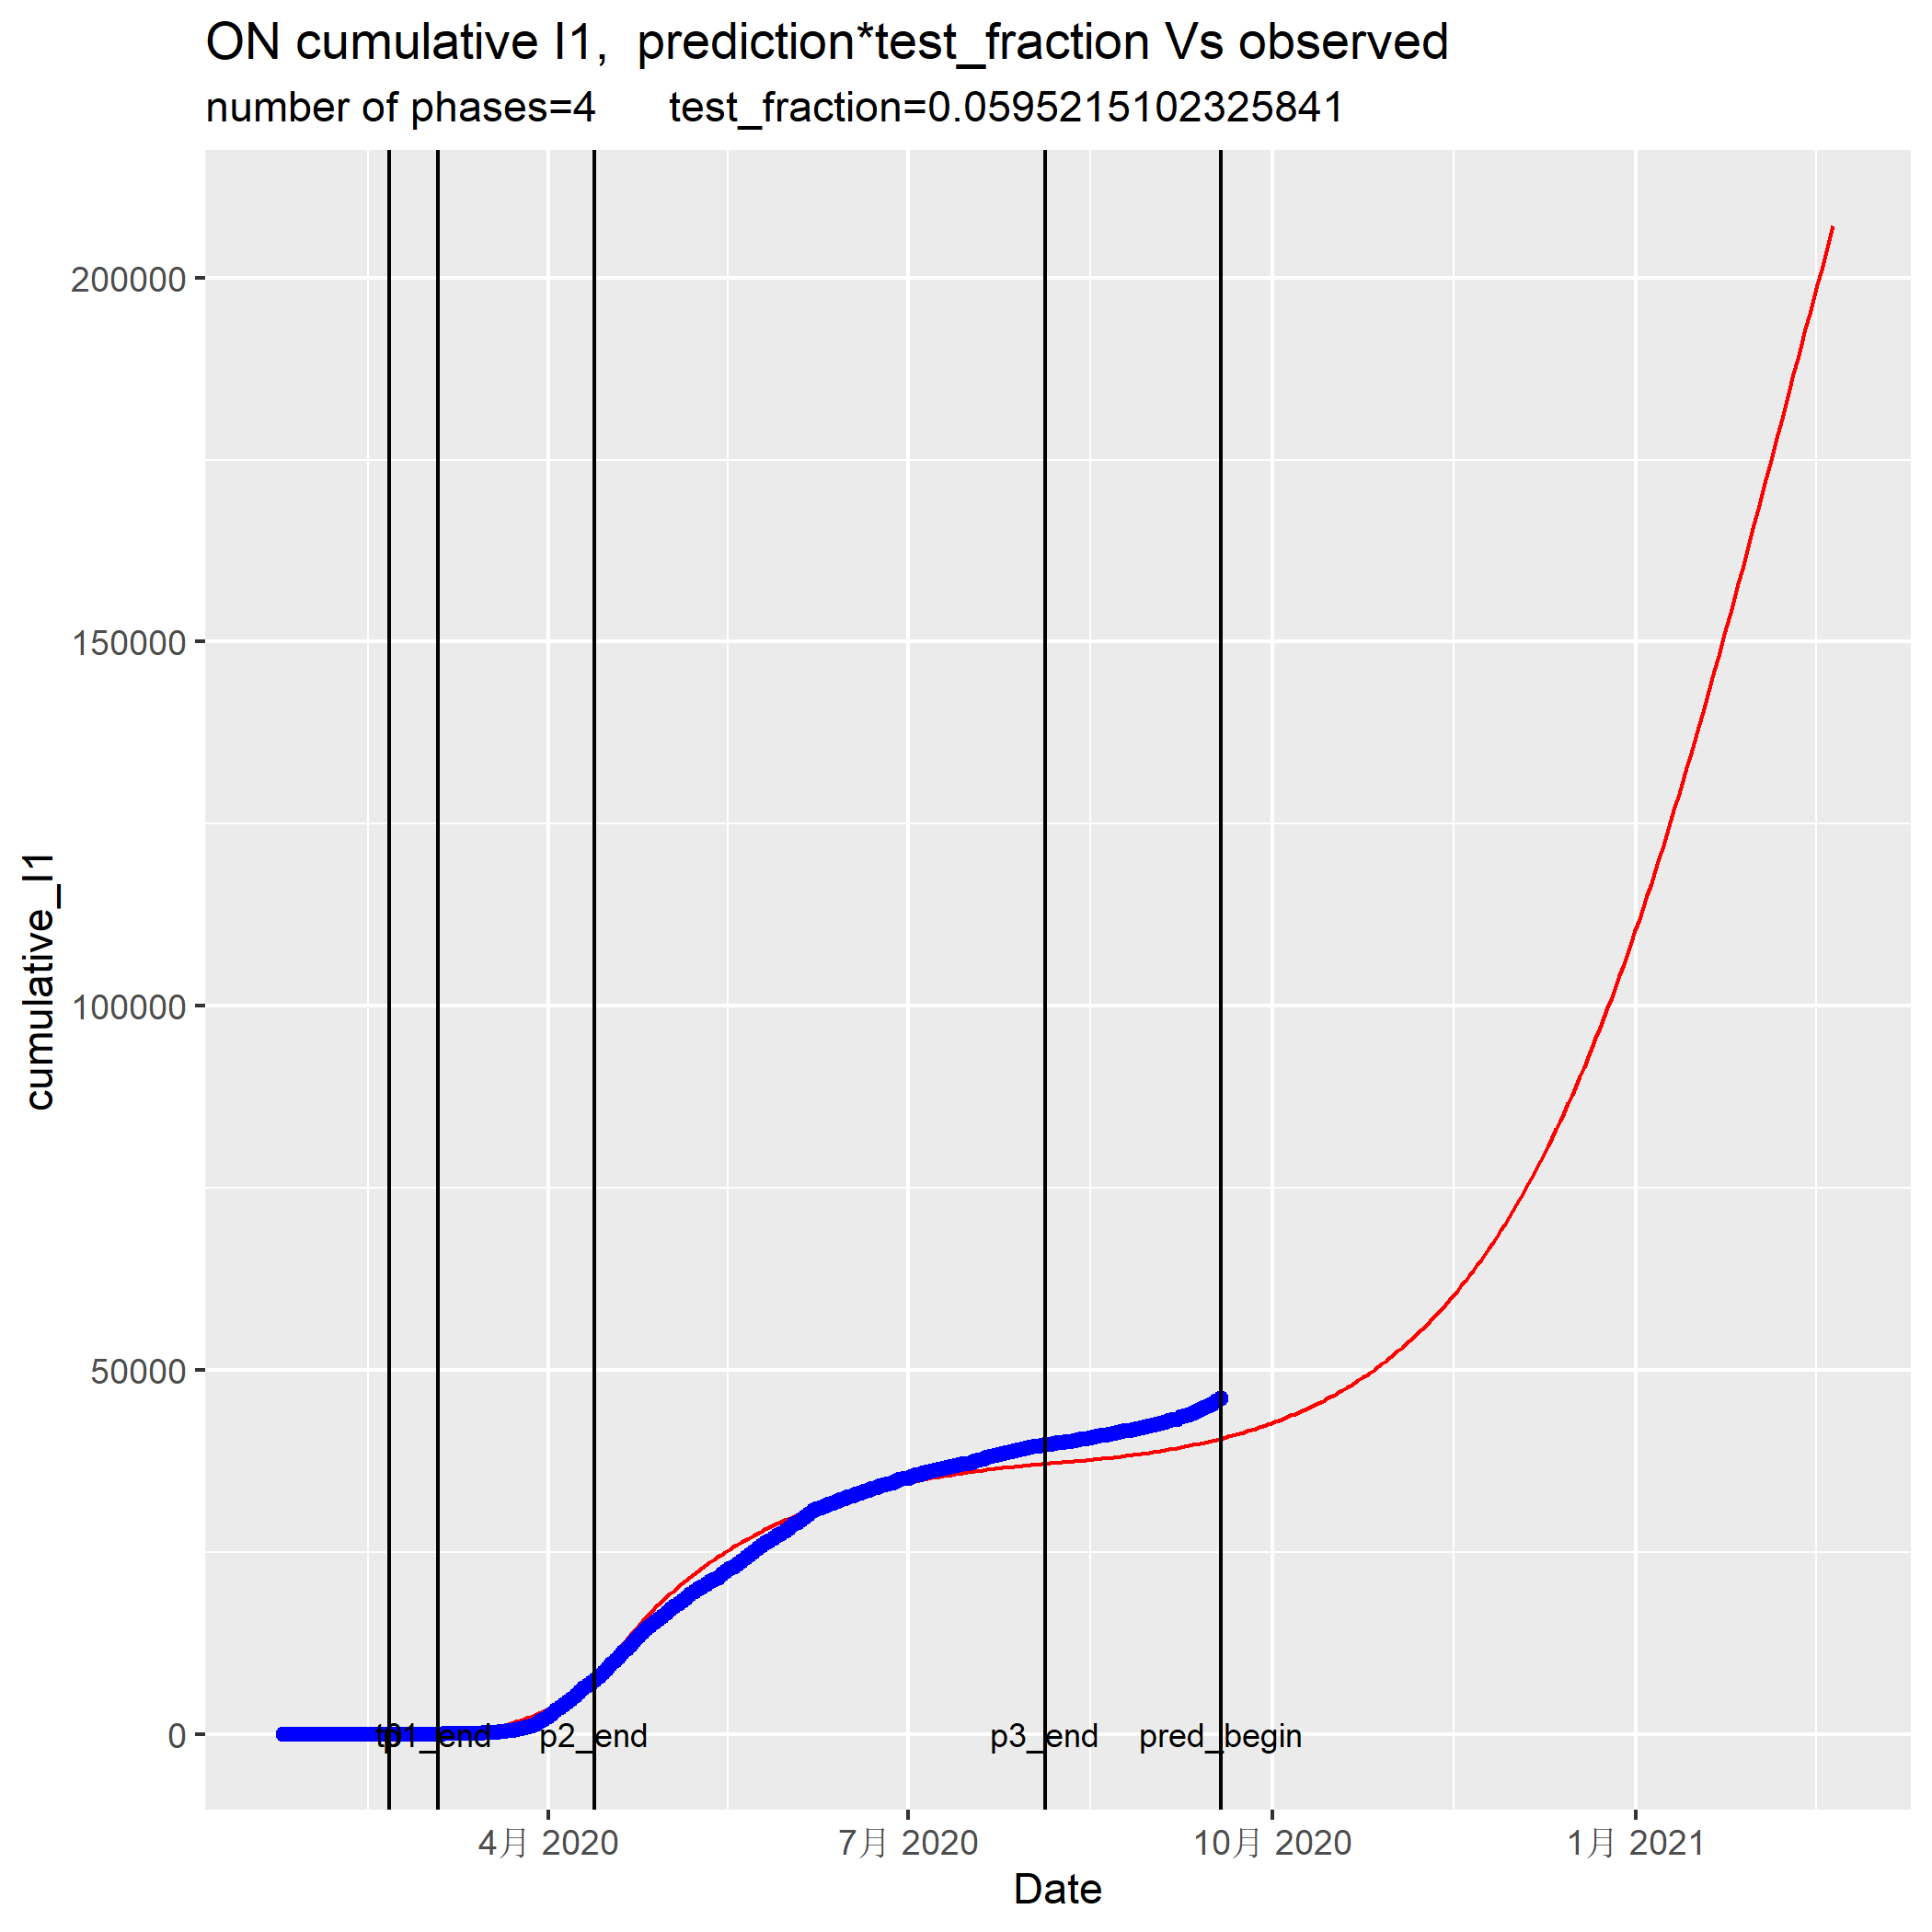 ON cumulative I1,  prediction*test_fraction Vs observed
number of phases=4      test_fraction=0.0595215102325841
200000
150000
100000
50000
0
cumulative_I1
p1_end
p2_end
p3_end
pred_begin
4月 2020
7月 2020
10月 2020
1月 2021
Date